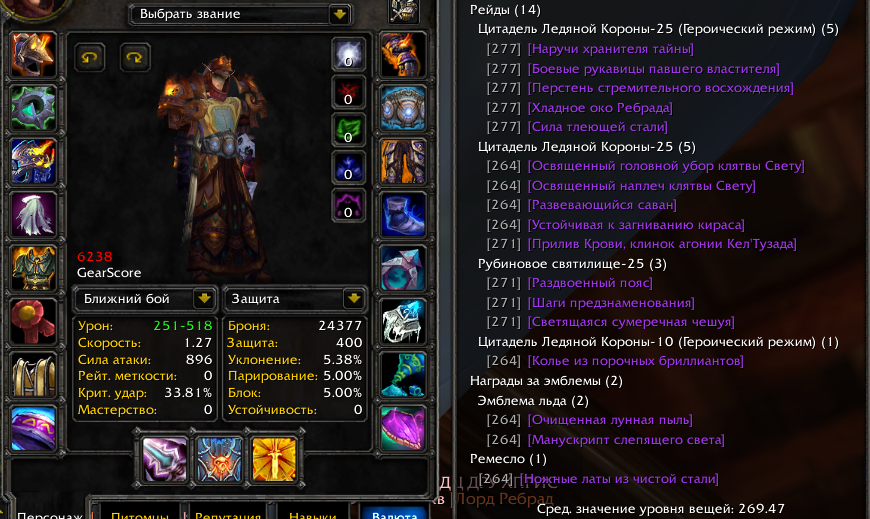 Выбрать звание
0
0
0
0
0
6238
GearScore
Ближний бой
Защита
Урон: 251-518
Скорость: 1.27
Сила атаки: 896
Рейт. меткости: 0
Крит. удар: 33.81%
Мастерство: 0
Броня: 24377
Защита: 400
Уклонение: 5.38%
Парирование: 5.00%
Блок: 5.00%
Устойчивость: 0
Персонаж
Питомцы
Репутация
Навыки
Валюта
Рейды (14)
Цитадель Ледяной Короны-25 (Героический режим) (5)
[277] [Наручи хранителя тайны]
[277] [Боевые рукавицы павшего властителя]
[277] [Перстень стремительного восхождения]
[277] [Хладное око Ребрада]
[277] [Сила тлеющей стали]
Цитадель Ледяной Короны-25 (5)
[264] [Освященный головной убор клятвы Свету]
[264] [Освященный наплеч клятвы Свету]
[264] [Развевающийся саван]
[264] [Устойчивая к загниванию кираса]
[271] [Прилив Крови, клинок агонии Кел'Тузада]
Рубиновое святилище-25 (3)
[271] [Раздвоенный пояс]
[271] [Шаги предзнаменования]
[271] [Светящаяся сумеречная чешуя]
Цитадель Ледяной Короны-10 (Героический режим) (1)
[264] [Колье из порочных бриллиантов]
Награды за эмблемы (2)
Эмблема льда (2)
[264] [Очищенная лунная пыль]
[264] [Манускрипт слепящего света]
Ремесло (1)
[264] [Ножные латы из чистой стали]
Лорд Ребрад
Сред. значение уровня вещей: 269.47